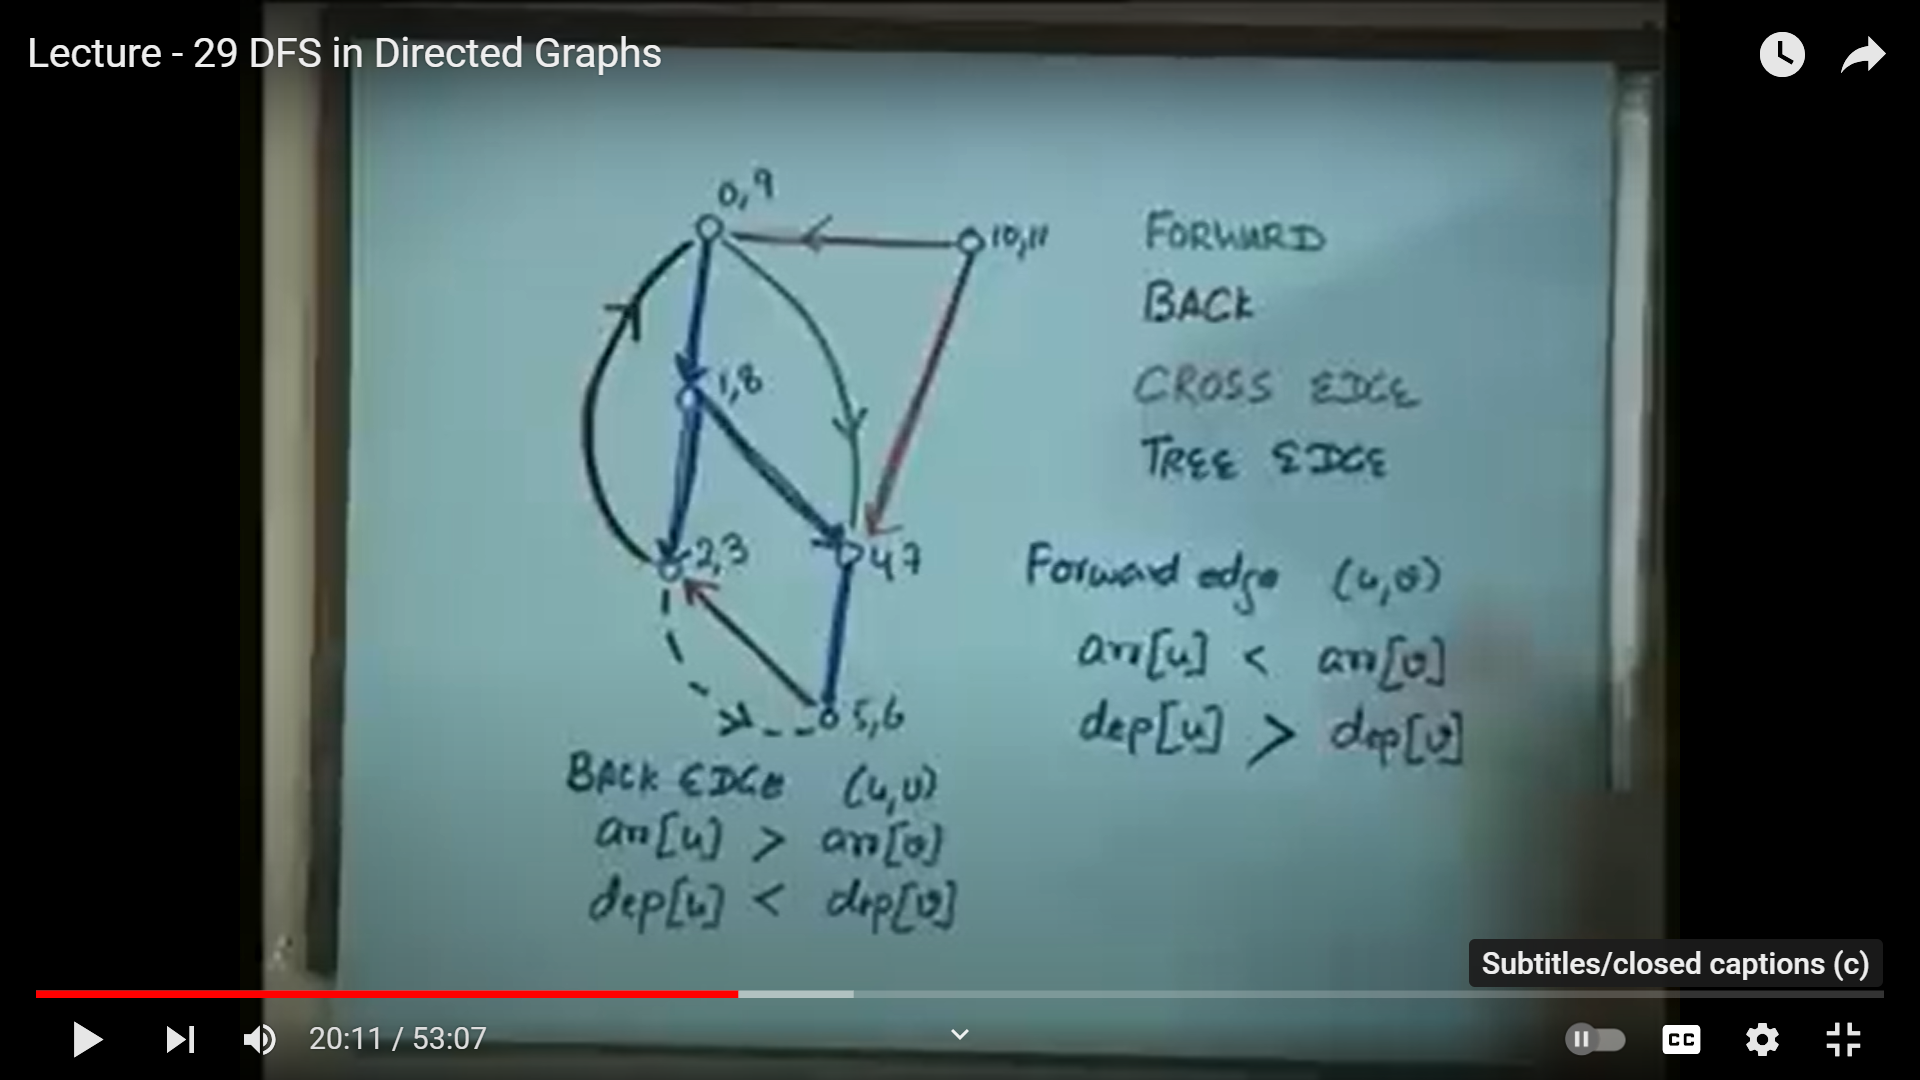 Lecture - 29 DFS in Directed Graphs
0,9
10,11
FORWARD
BACK
1,8
CROSS EDGE
TREE EDGE
2,3
4 7
Forward edge (u,v)
arr[u] < arr[v]
5,6
dep[u] > dep[v]
BACK EDGE (u,v)
arr[u] > arr[v]
dep[u] < dep[v]
Subtitles/closed captions (c)
20:11 / 53:07
CC